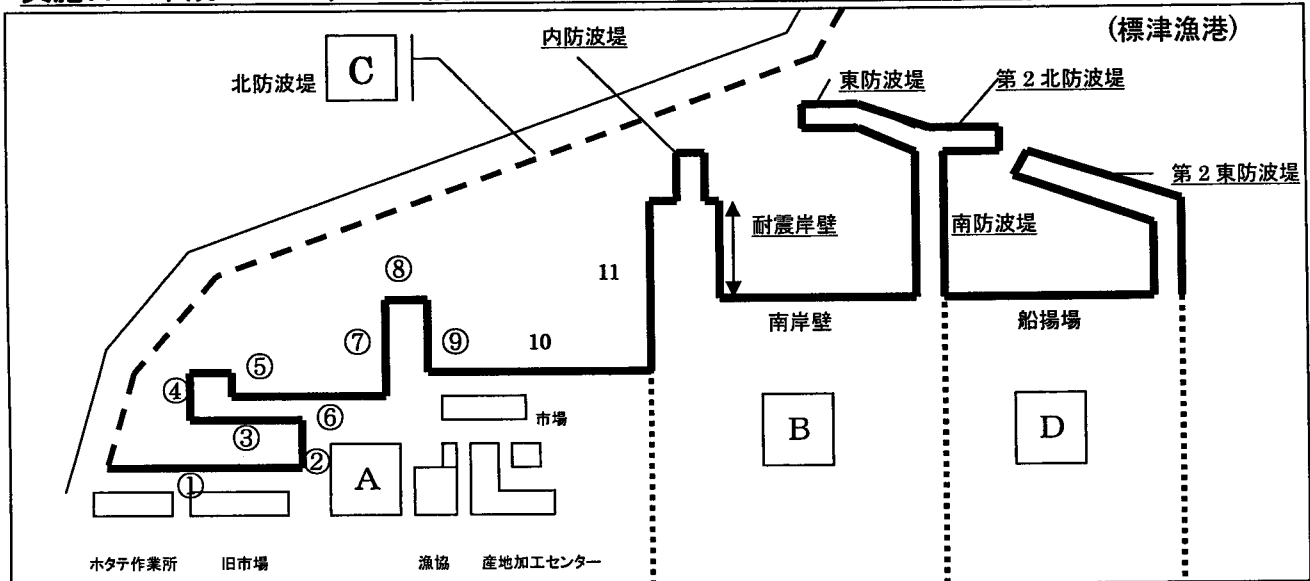 (標津漁港)
内防波堤
北防波堤
C
東防波堤
第2北防波堤
第2東防波堤
耐震岸壁
南防波堤
11
⑧
南岸壁
船揚場
⑦
⑨
10
⑤
④
⑥
市場
③
②
①
A
B
D
ホタテ作業所
旧市場
漁協
産地加工センター